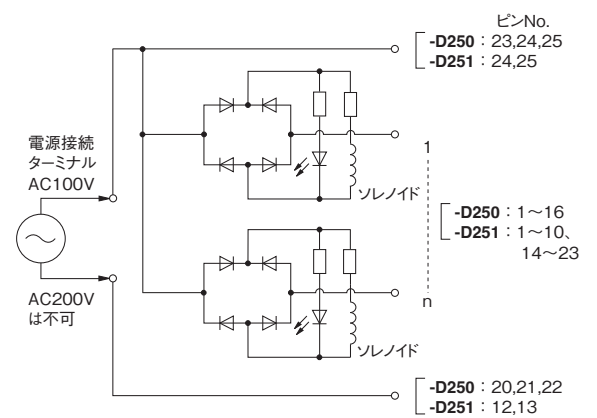 ピンNo.
-D250：23,24,25
-D251：24,25
電源接続
ターミナル
AC100V
1
ソレノイド
-D250：1～16
-D251：1～10、
14～23
AC200V
は不可
n
ソレノイド
-D250：20,21,22
-D251：12,13